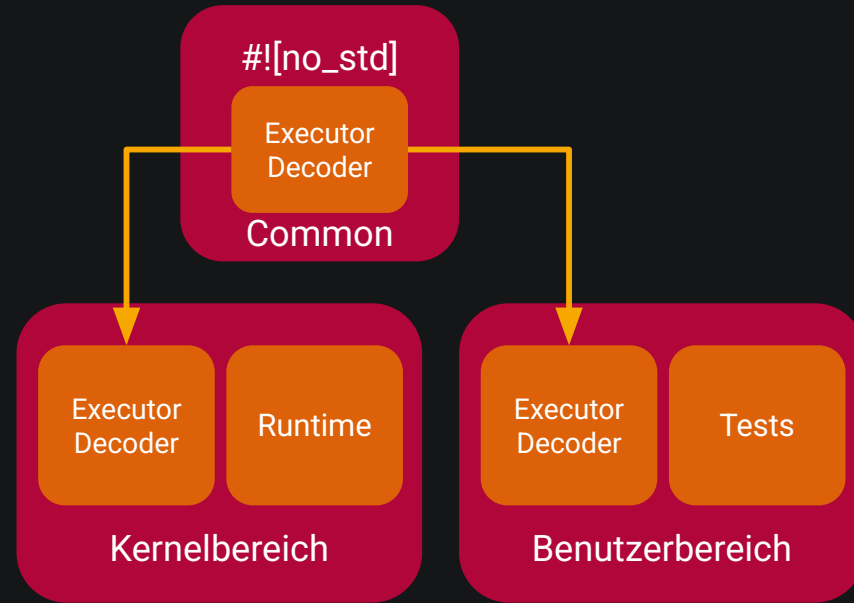 #![no_std]
Executor
Decoder
Common
Executor
Decoder
Runtime
Kernelbereich
Executor
Decoder
Tests
Benutzerbereich